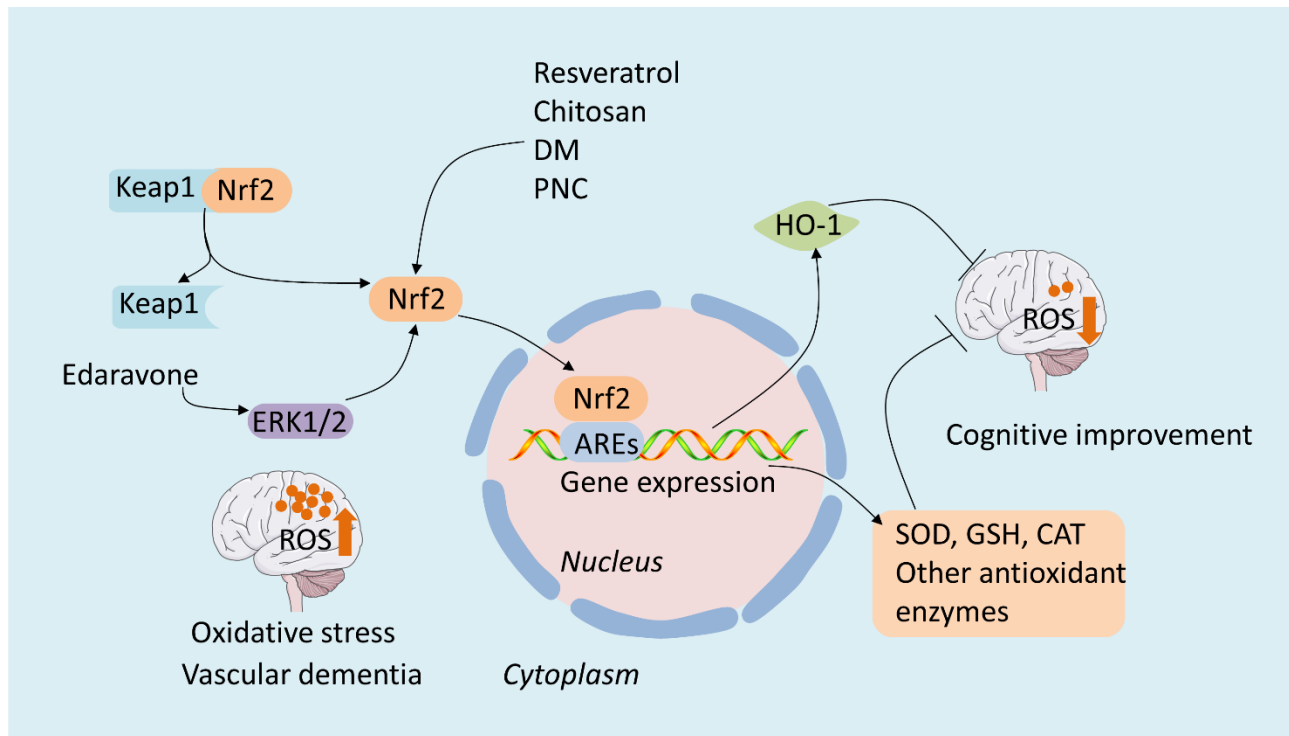 Resveratrol
Chitosan
DM
PNC
Keap1
Nrf2
Keap1
Nrf2
Edaravone
ERK1/2
ROS
Oxidative stress
Vascular dementia
Nrf2
AREs
Gene expression
Nucleus
Cytoplasm
HO-1
ROS
Cognitive improvement
SOD, GSH, CAT
Other antioxidant
enzymes